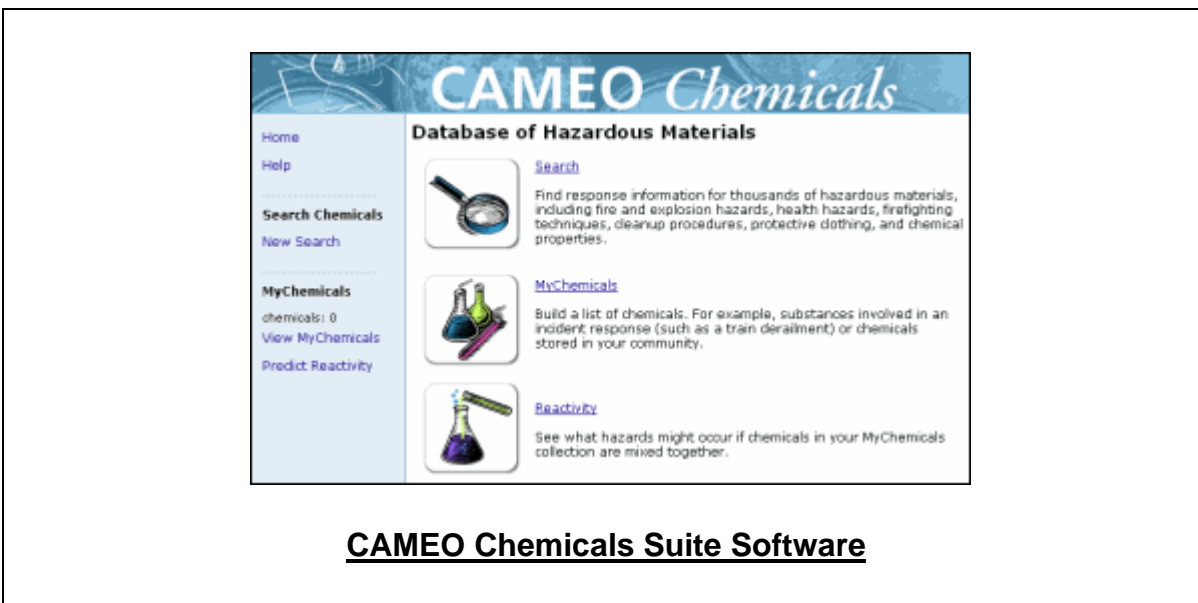 CAMEO Chemicals
Home
Help
Search Chemicals
New Search
MyChemicals
chemicals: 0
View MyChemicals
Predict Reactivity
Database of Hazardous Materials
Search
Find response information for thousands of hazardous materials,
including fire and explosion hazards, health hazards, firefighting
techniques, cleanup procedures, protective clothing, and chemical
properties.
MyChemicals
Build a list of chemicals. For example, substances involved in an
incident response (such as a train derailment) or chemicals
stored in your community.
Reactivity
See what hazards might occur if chemicals in your MyChemicals
collection are mixed together.
CAMEO Chemicals Suite Software